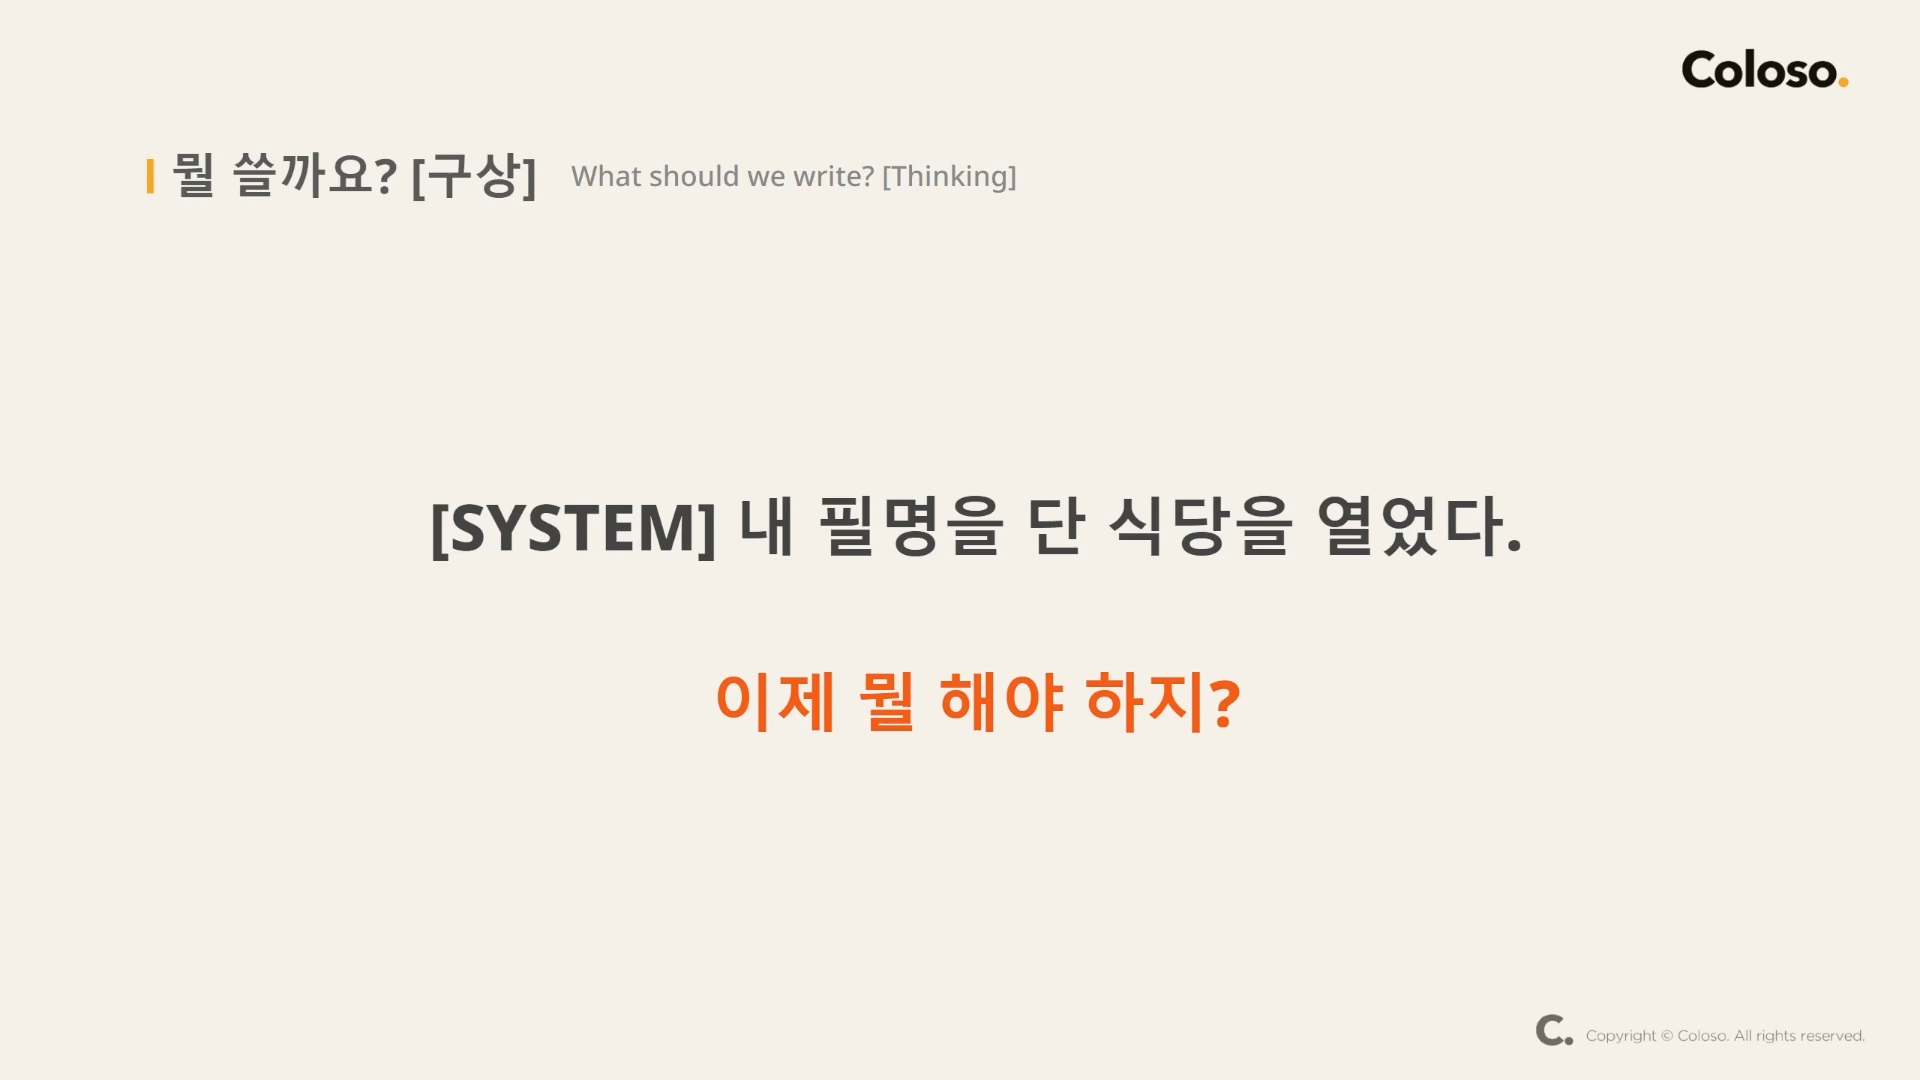 Coloso.
뭘 쓸까요? [구상] What should we write? [Thinking]
[SYSTEM] 내 필명을 단 식당을 열었다.
이제 뭘 해야 하지?
C. Copyright © Coloso. All rights reserved.